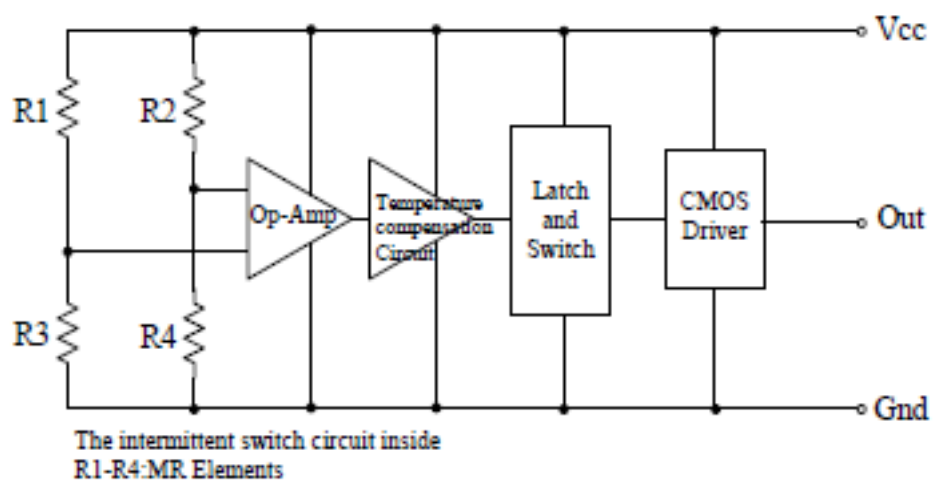 Vcc
R1
R2
Op-Amp
Temperature
compensation
Circuit
Latch
and
Switch
CMOS
Driver
Out
R3
R4
Gnd
The intermittent switch circuit inside
R1-R4:MR Elements